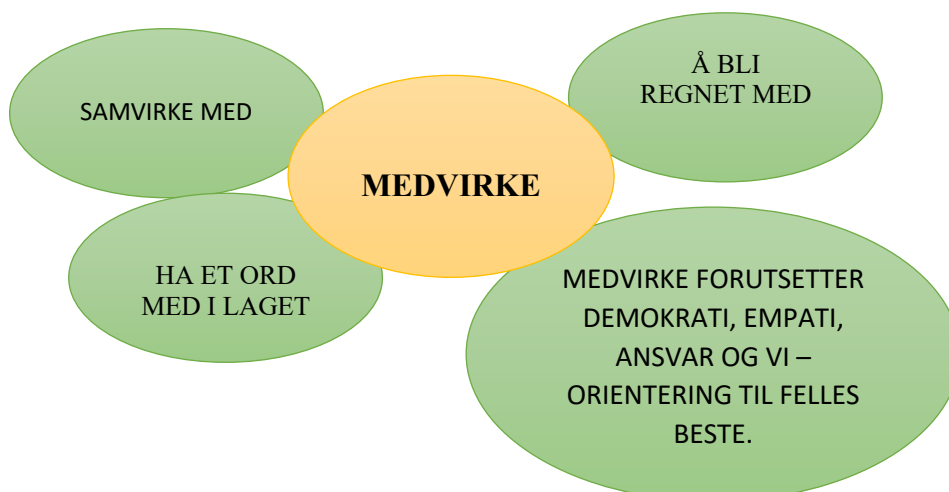 SAMVIRKE MED
Å BLI
REGNET MED
MEDVIRKE
HA ET ORD
MED I LAGET
MEDVIRKE FORUTSETTER
DEMOKRATI, EMPATI,
ANSVAR OG VI –
ORIENTERING TIL FELLES
BESTE.